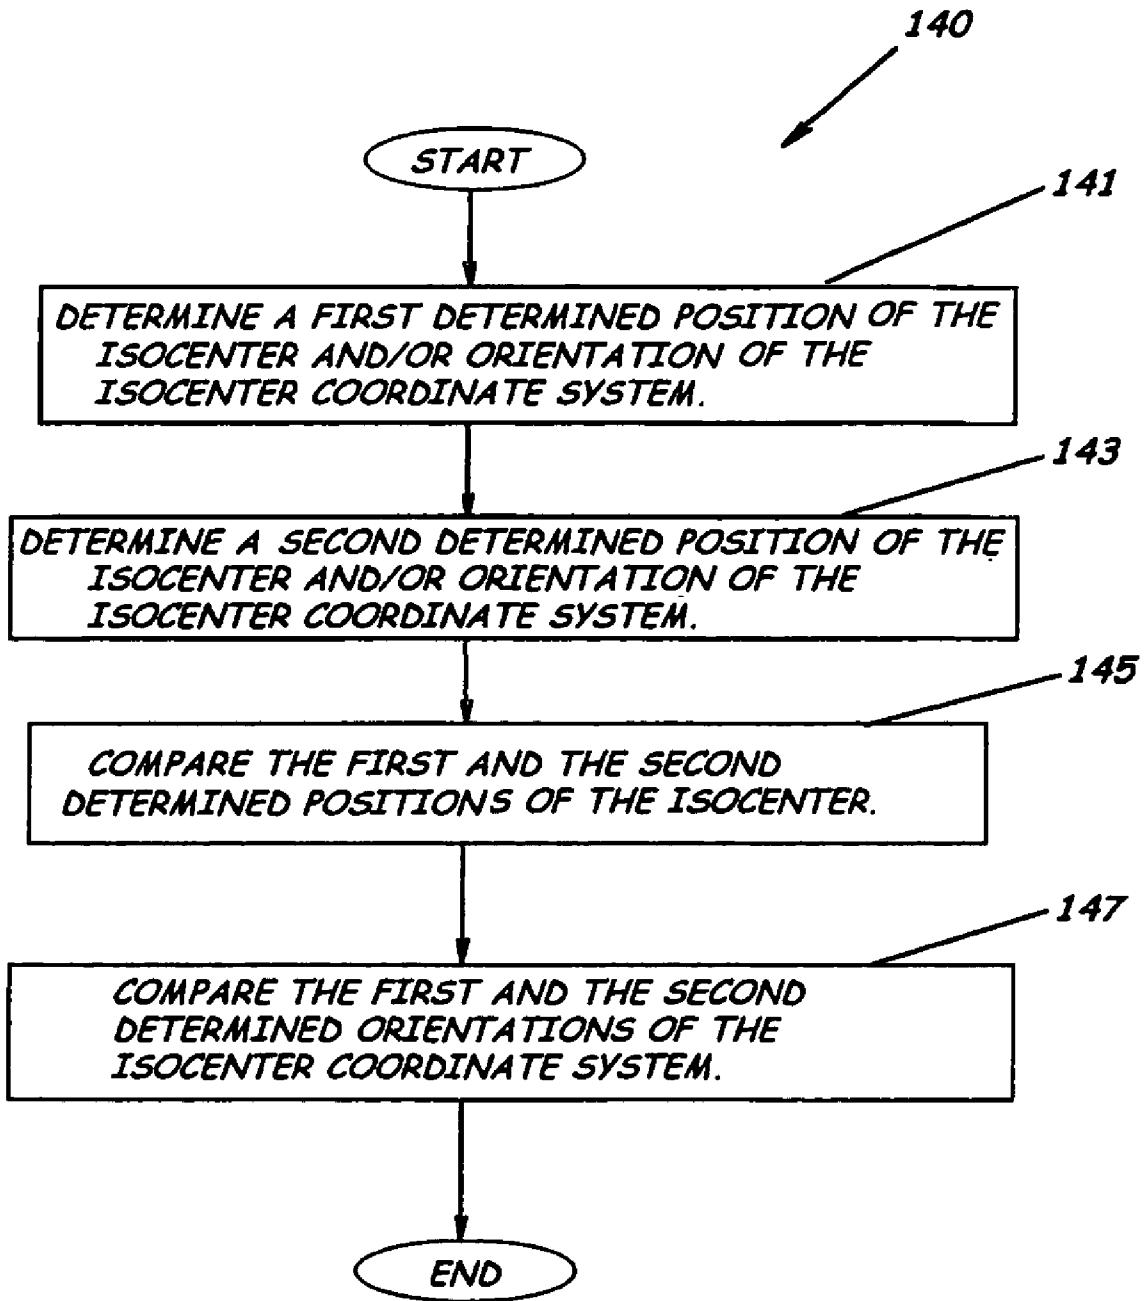 140
START
141
DETERMINE A FIRST DETERMINED POSITION OF THE
ISOCENTER AND/OR ORIENTATION OF THE
ISOCENTER COORDINATE SYSTEM.
143
DETERMINE A SECOND DETERMINED POSITION OF THE
ISOCENTER AND/OR ORIENTATION OF THE
ISOCENTER COORDINATE SYSTEM.
145
COMPARE THE FIRST AND THE SECOND
DETERMINED POSITIONS OF THE ISOCENTER.
147
COMPARE THE FIRST AND THE SECOND
DETERMINED ORIENTATIONS OF THE
ISOCENTER COORDINATE SYSTEM.
END